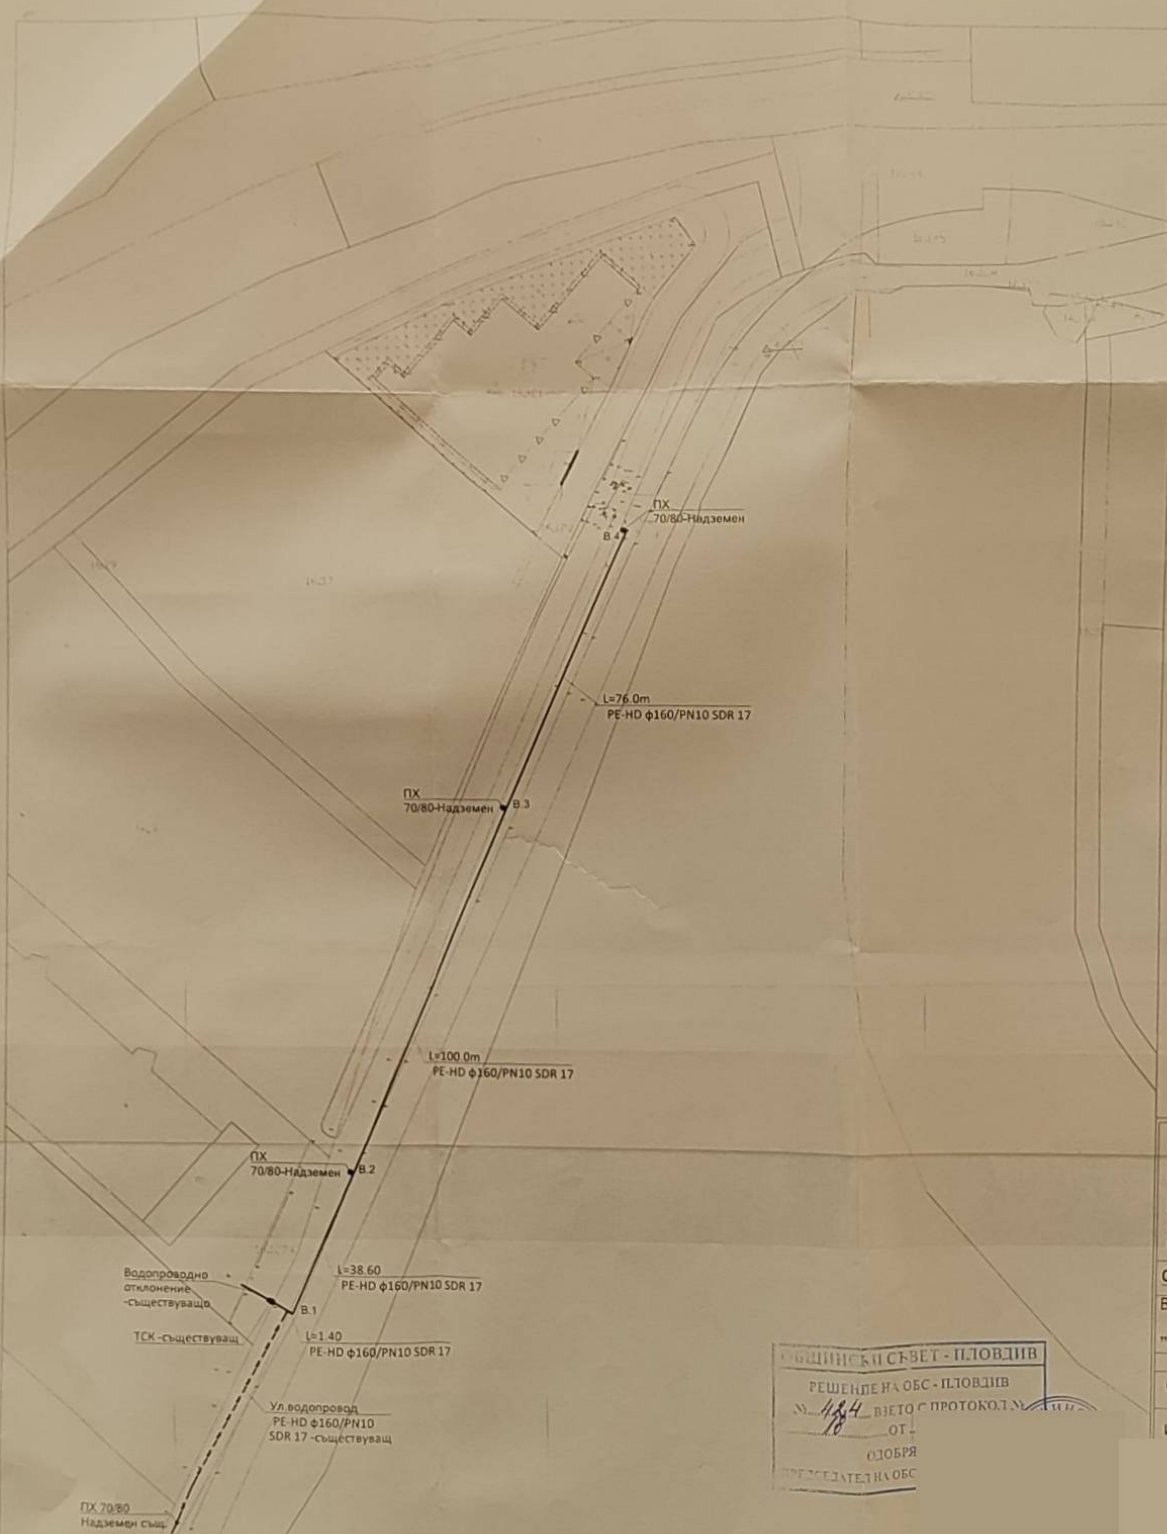 ПХ
70/80-Надземен
В.4
L=76.0m
PE-HD ф160/PN10 SDR 17
ПХ
70/80-Надземен
В.3
L=100.0m
PE-HD ф160/PN10 SDR 17
ПХ
70/80-Надземен
В.2
L=38.60
PE-HD ф160/PN10 SDR 17
Водопроводно
отклонение
-съществуващо
В.1
ТСК -съществуващ
L=1.40
PE-HD ф160/PN10 SDR 17
Ул.водопровод
PE-HD ф160/PN10
SDR 17 -съществуващ
ПХ 70/80
Надземен същ.
ОБЩИНСКИ СЪВЕТ - ПЛОВДИВ
РЕШЕНИЕ НА ОБС - ПЛОВДИВ
№ ВЗЕТО С ПРОТОКОЛ №
ОТ
ОДОБРЯ
ПРЕДСЕДАТЕЛ НА ОБС